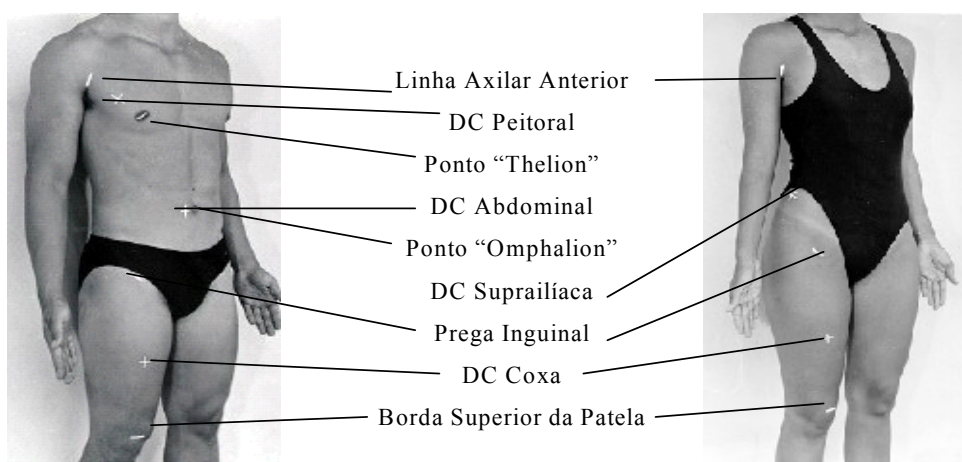 Linha Axilar Anterior
DC Peitoral
Ponto “Thelion”
DC Abdominal
Ponto “Omphalion”
DC Suprailíaca
Prega Inguinal
DC Coxa
Borda Superior da Patela